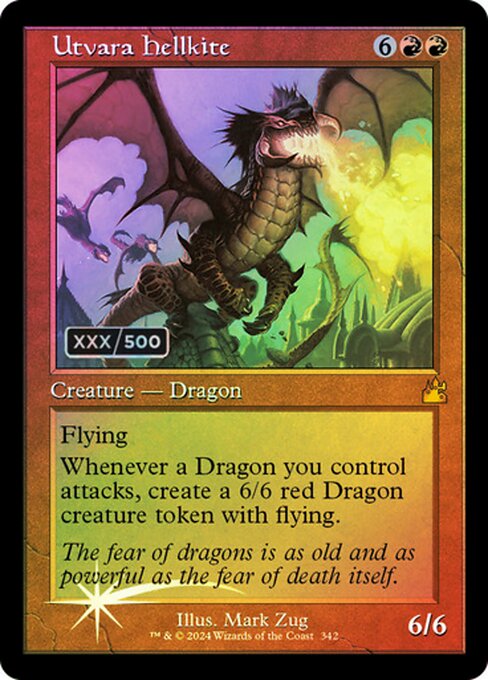 Utvara Hellkite 6
XXX/500
Creature — Dragon
Flying
Whenever a Dragon you control
attacks, create a 6/6 red Dragon
creature token with flying.
The fear of dragons is as old and as
powerful as the fear of death itself.
Illus. Mark Zug
™ & © 2024 Wizards of the Coast 342
6/6